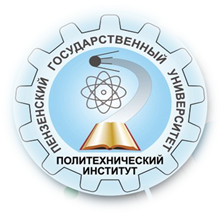 ПЕНЗЕНСКИЙ ГОСУДАРСТВЕННЫЙ УНИВЕРСИТЕТ
ПОЛИТЕХНИЧЕСКИЙ
ИНСТИТУТ